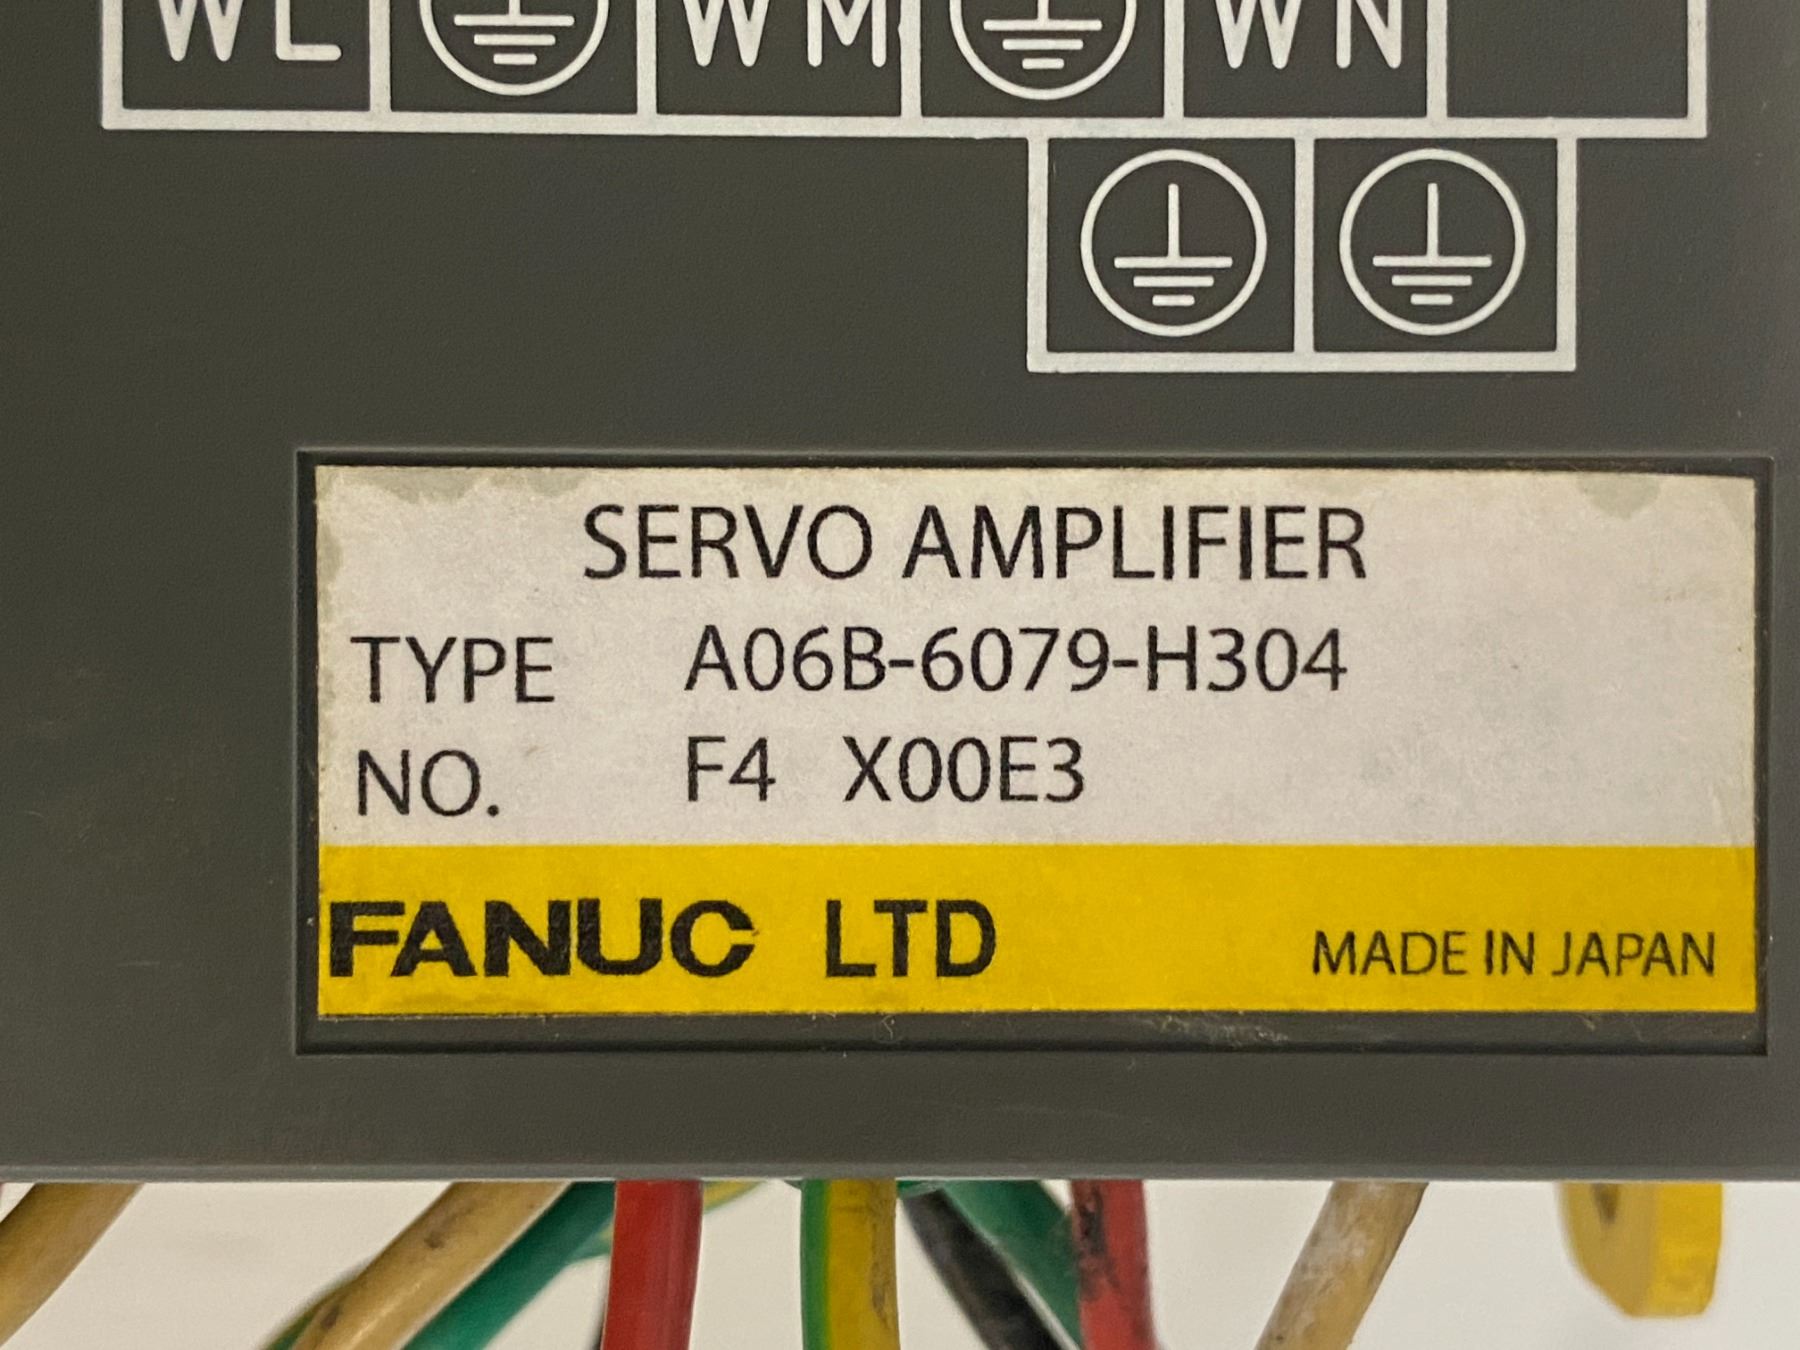 WL WM WN
SERVO AMPLIFIER
TYPE A06B-6079-H304
NO. F4 X00E3
FANUC LTD MADE IN JAPAN